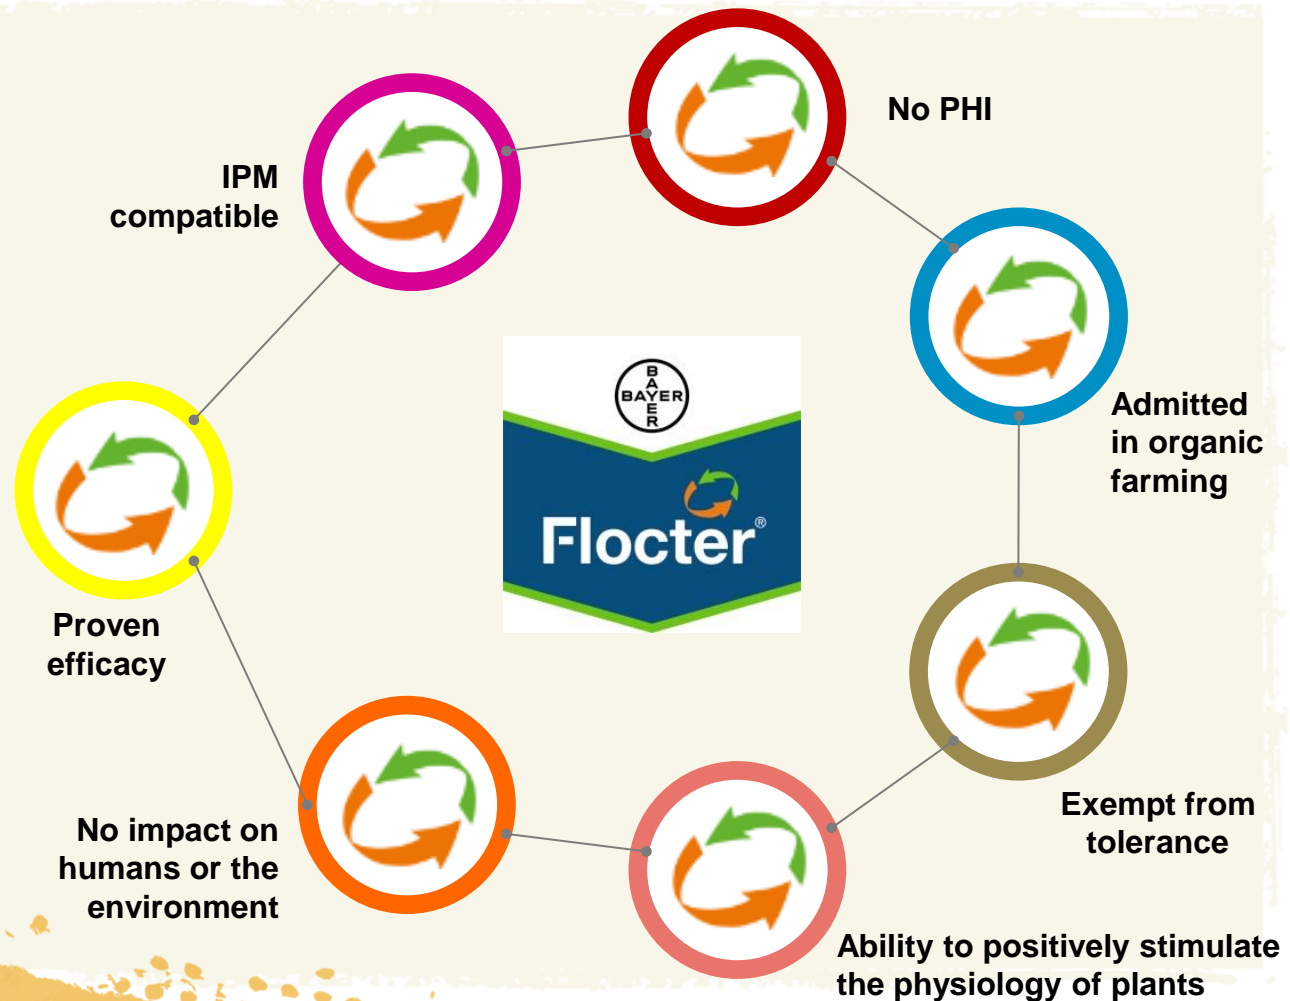 No PHI
IPM
compatible
Admitted
in organic
farming
BAYER
BAYER
Flocter®
Proven
efficacy
Exempt from
tolerance
No impact on
humans or the
environment
Ability to positively stimulate
the physiology of plants